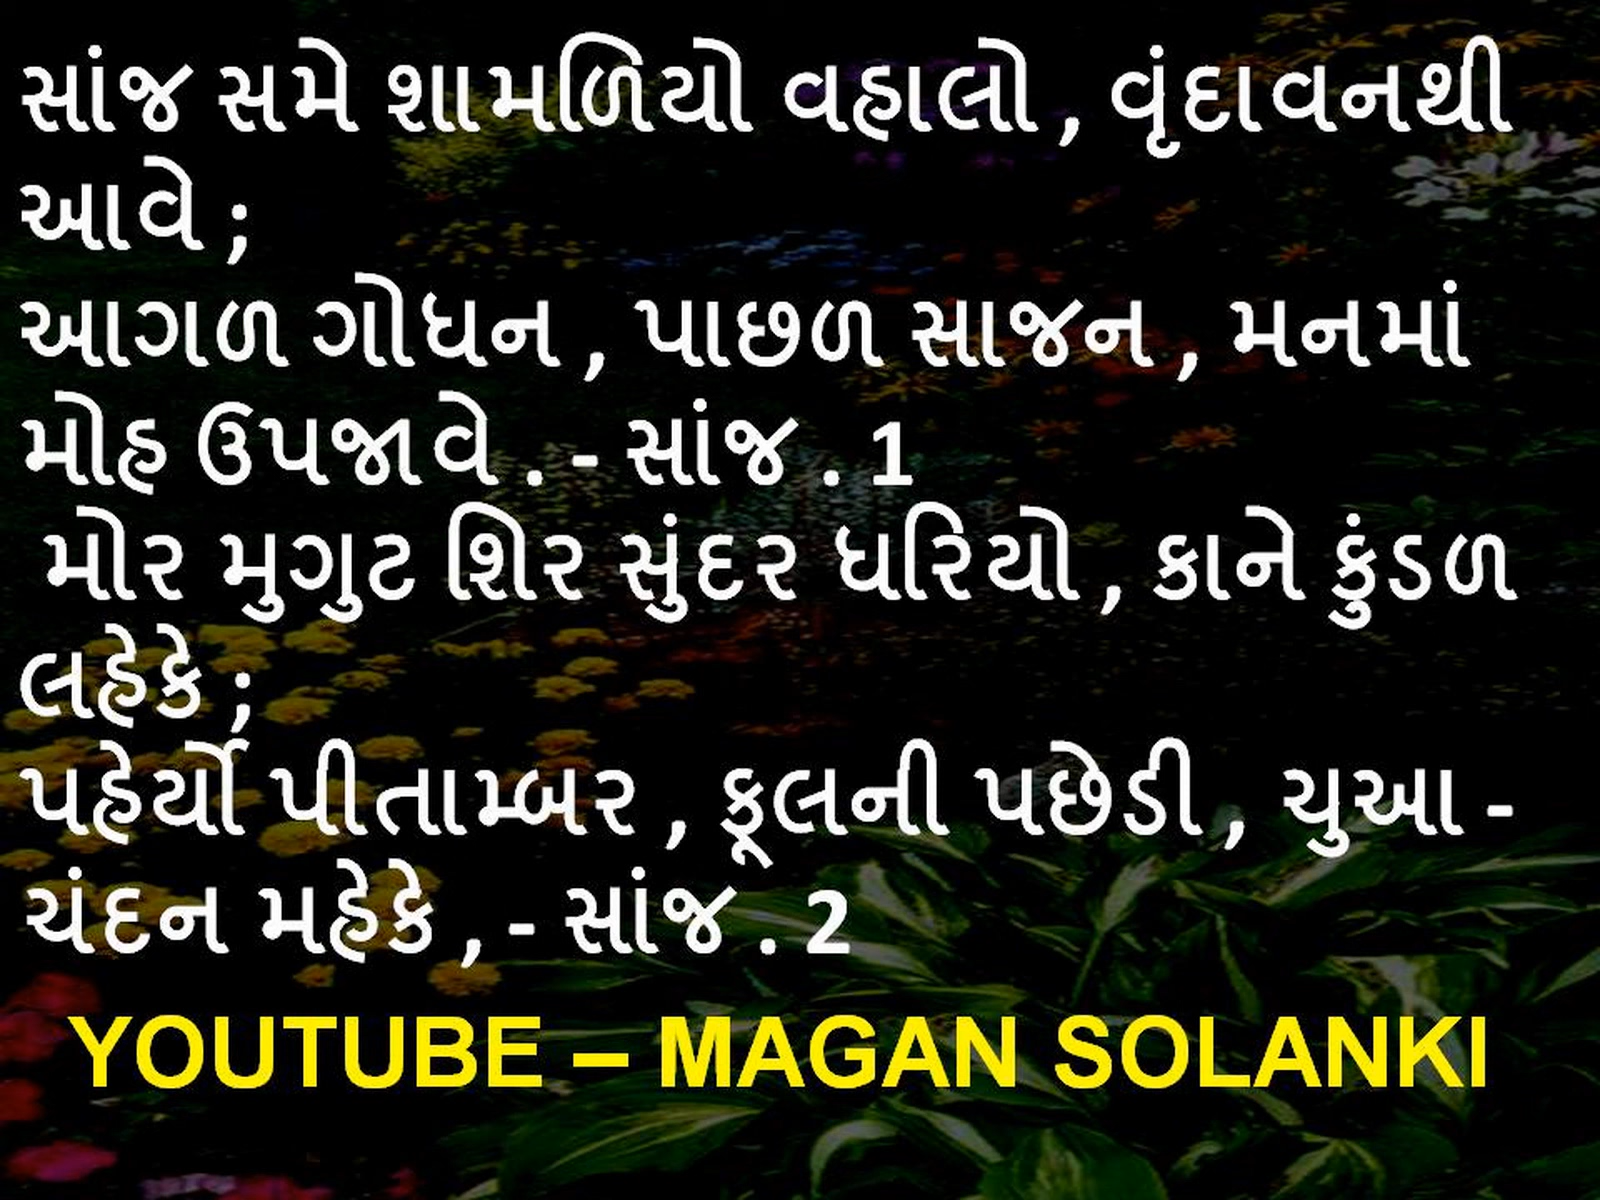 સાંજ સમે શામળિયો વહાલો , વૃંદાવનથી
આવે ;
આગળ ગોધન , પાછળ સાજન , મનમાં
મોહ ઉપજાવે . - સાંજ . 1
મોર મુગુટ શિર સુંદર ધરિયો , કાને કુંડળ
લહેકે ;
પહેર્યો પીતામ્બર , ફૂલની પછેડી , ચુઆ -
ચંદન મહેકે , - સાંજ . 2
YOUTUBE – MAGAN SOLANKI